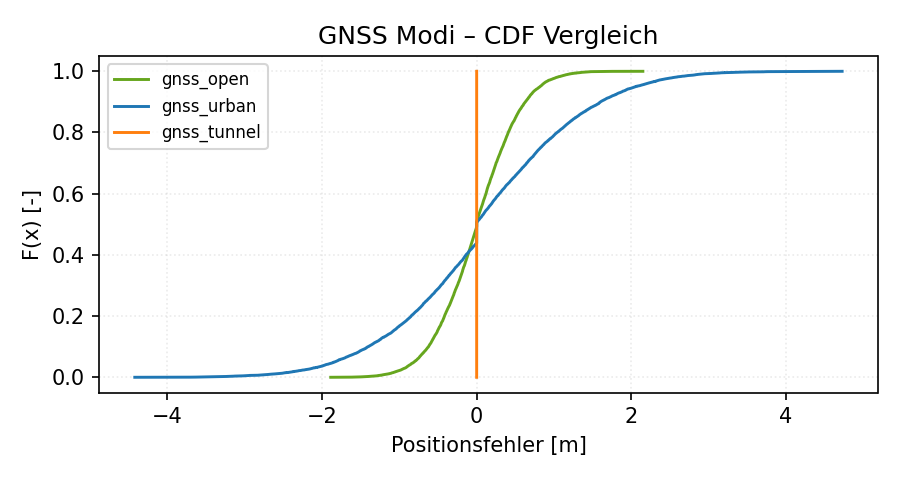 GNSS Modi – CDF Vergleich
gnss_open
gnss_urban
gnss_tunnel
F(x) [-]
1.0
0.8
0.6
0.4
0.2
0.0
−4
−2
0
2
4
Positionsfehler [m]